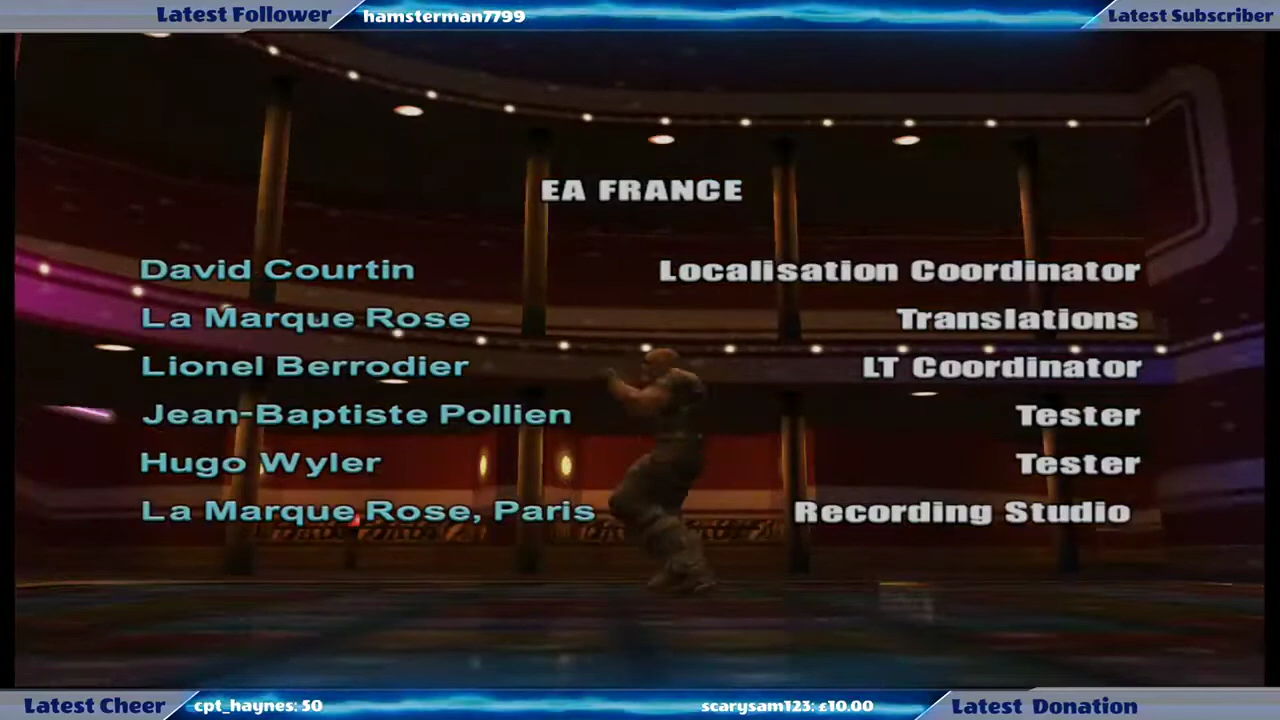 Latest Follower hamsterman7799 Latest Subscriber
EA FRANCE
David Courtin Localisation Coordinator
La Marque Rose Translations
Lionel Berrodier LT Coordinator
Jean-Baptiste Pollien Tester
Hugo Wyler Tester
La Marque Rose, Paris Recording Studio
Latest Cheer cpt_haynes: 50 scarysam123: £10.00 Latest Donation